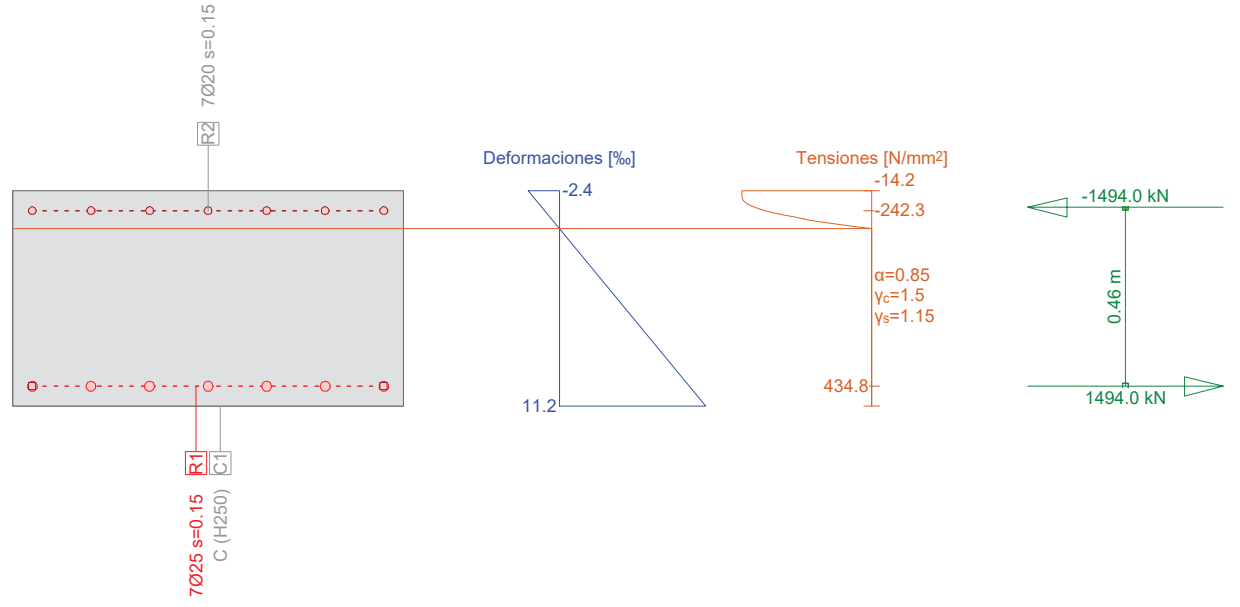 7Ø20 s=0.15
R2
Deformaciones [‰]
-2.4
11.2
Tensiones [N/mm²]
-14.2
-242.3
α=0.85
γc=1.5
γs=1.15
434.8
-1494.0 kN
0.46 m
1494.0 kN
R1
7Ø25 s=0.15
C1
C (H250)